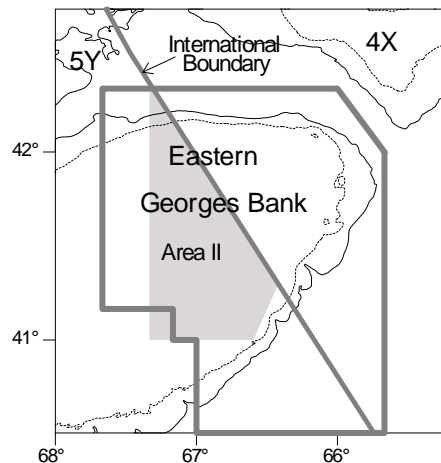 5Y
International
Boundary
4X
42°
Eastern
Georges Bank
Area II
41°
68°
67°
66°